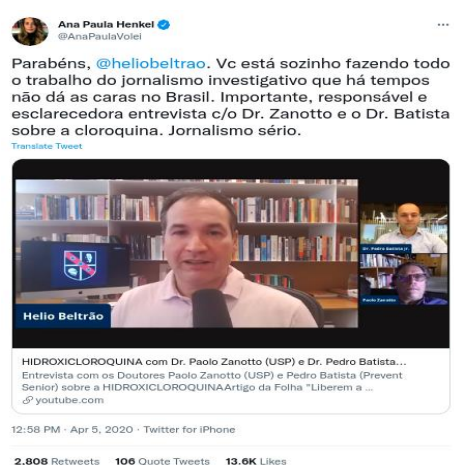 Ana Paula Henkel
@AnaPaulaVolei
Parabéns, @heliobeltrao. Vc está sozinho fazendo todo
o trabalho do jornalismo investigativo que há tempos
não dá as caras no Brasil. Importante, responsável e
esclarecedora entrevista c/o Dr. Zanotto e o Dr. Batista
sobre a cloroquina. Jornalismo sério.
Translate Tweet
Dr. Pedro Batista Jr.
Helio Beltrão
Paolo Zanotto
HIDROXICLOROQUINA com Dr. Paolo Zanotto (USP) e Dr. Pedro Batista...
Entrevista com os Doutores Paolo Zanotto (USP) e Pedro Batista (Prevent
Senior) sobre a HIDROXICLOROQUINAArtigo da Folha "Liberem a ...
youtube.com
12:58 PM · Apr 5, 2020 · Twitter for iPhone
2,808 Retweets 106 Quote Tweets 13.6K Likes